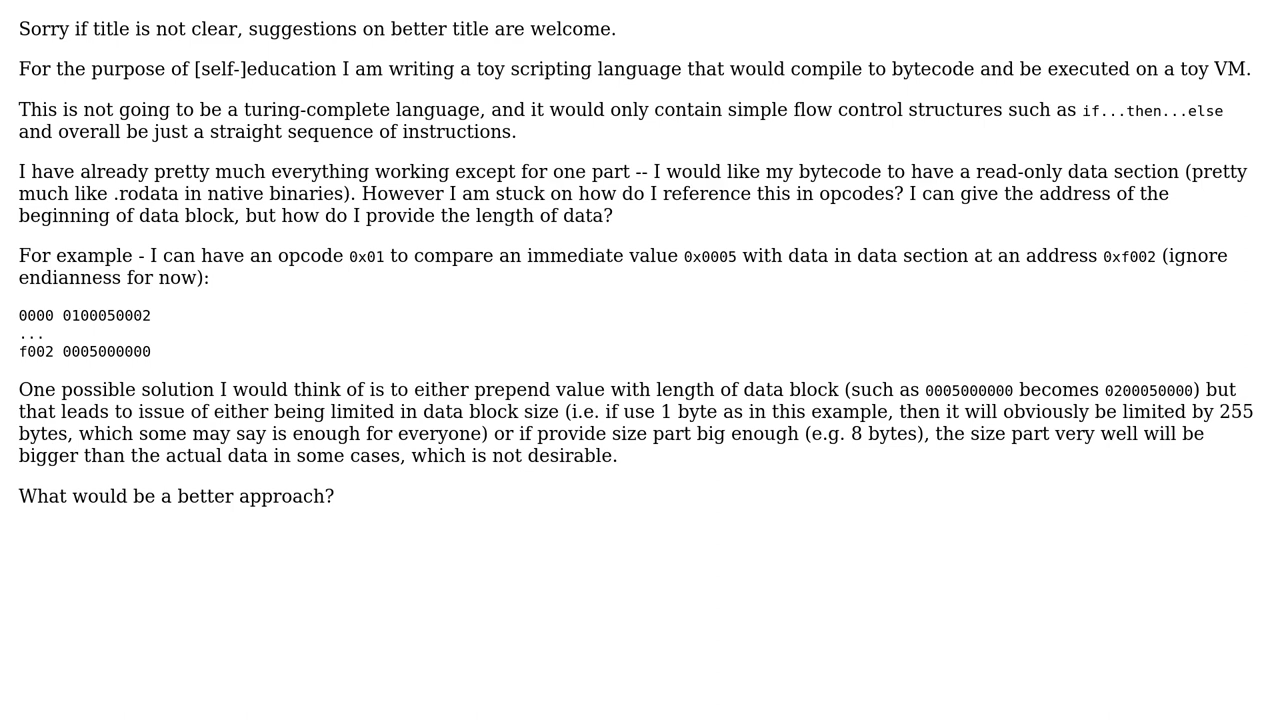 Sorry if title is not clear, suggestions on better title are welcome.
For the purpose of [self-]education I am writing a toy scripting language that would compile to bytecode and be executed on a toy VM.
This is not going to be a turing-complete language, and it would only contain simple flow control structures such as if...then...else
and overall be just a straight sequence of instructions.
I have already pretty much everything working except for one part -- I would like my bytecode to have a read-only data section (pretty
much like .rodata in native binaries). However I am stuck on how do I reference this in opcodes? I can give the address of the
beginning of data block, but how do I provide the length of data?
For example - I can have an opcode 0x01 to compare an immediate value 0x0005 with data in data section at an address 0xf002 (ignore
endianness for now):
0000 0100050002
...
f002 0005000000
One possible solution I would think of is to either prepend value with length of data block (such as 0005000000 becomes 0200050000) but
that leads to issue of either being limited in data block size (i.e. if use 1 byte as in this example, then it will obviously be limited by 255
bytes, which some may say is enough for everyone) or if provide size part big enough (e.g. 8 bytes), the size part very well will be
bigger than the actual data in some cases, which is not desirable.
What would be a better approach?